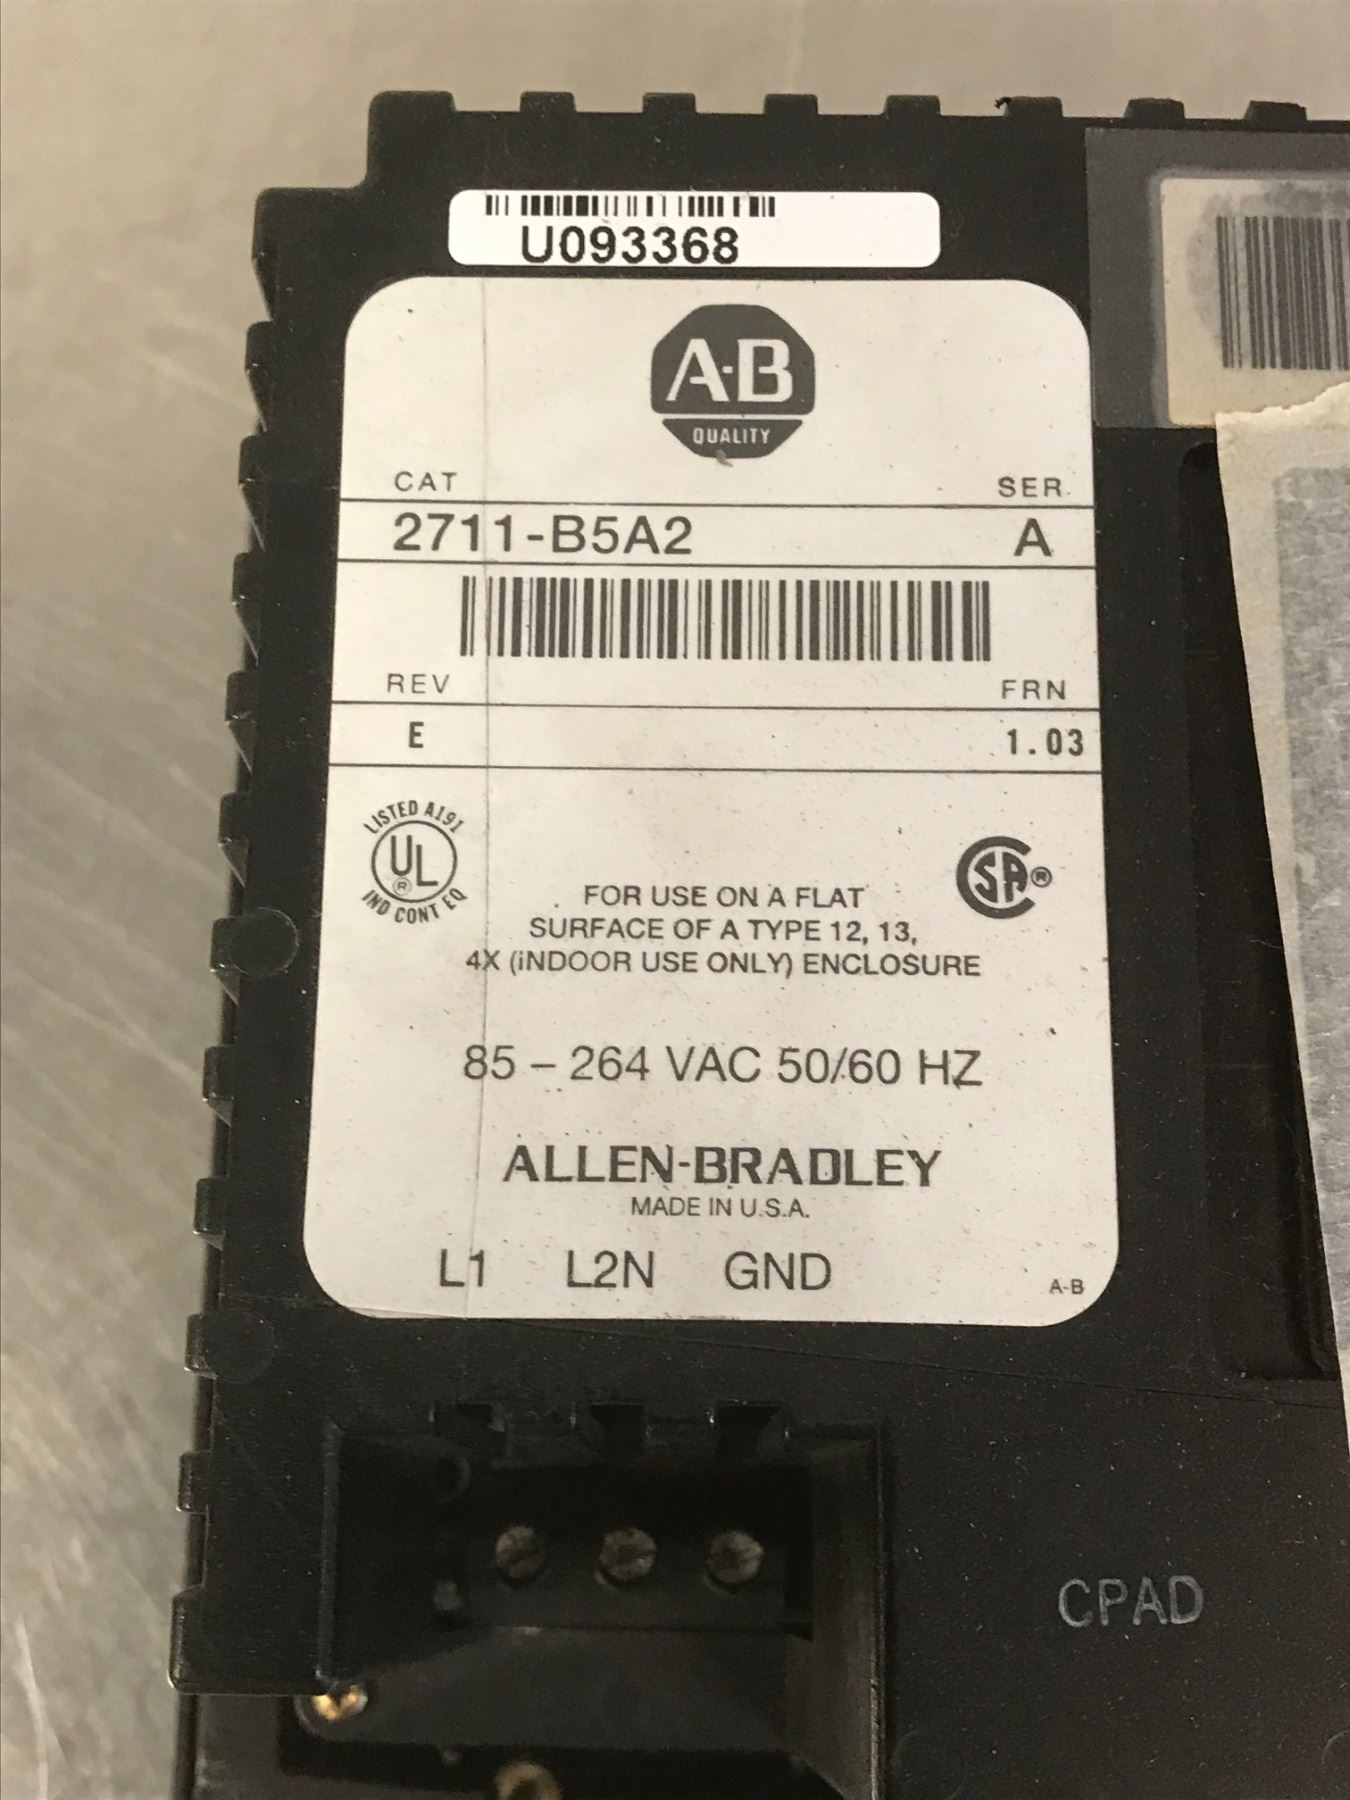 U093368
A-B
QUALITY
CAT SER.
2711-B5A2 A
REV FRN
E 1.03
LISTED A191
UL ®
IND CONT EQ
SA ®
FOR USE ON A FLAT
SURFACE OF A TYPE 12, 13,
4X (iNDOOR USE ONLY) ENCLOSURE
85 – 264 VAC 50/60 HZ
ALLEN-BRADLEY
MADE IN U.S.A.
L1 L2N GND A-B
CPAD